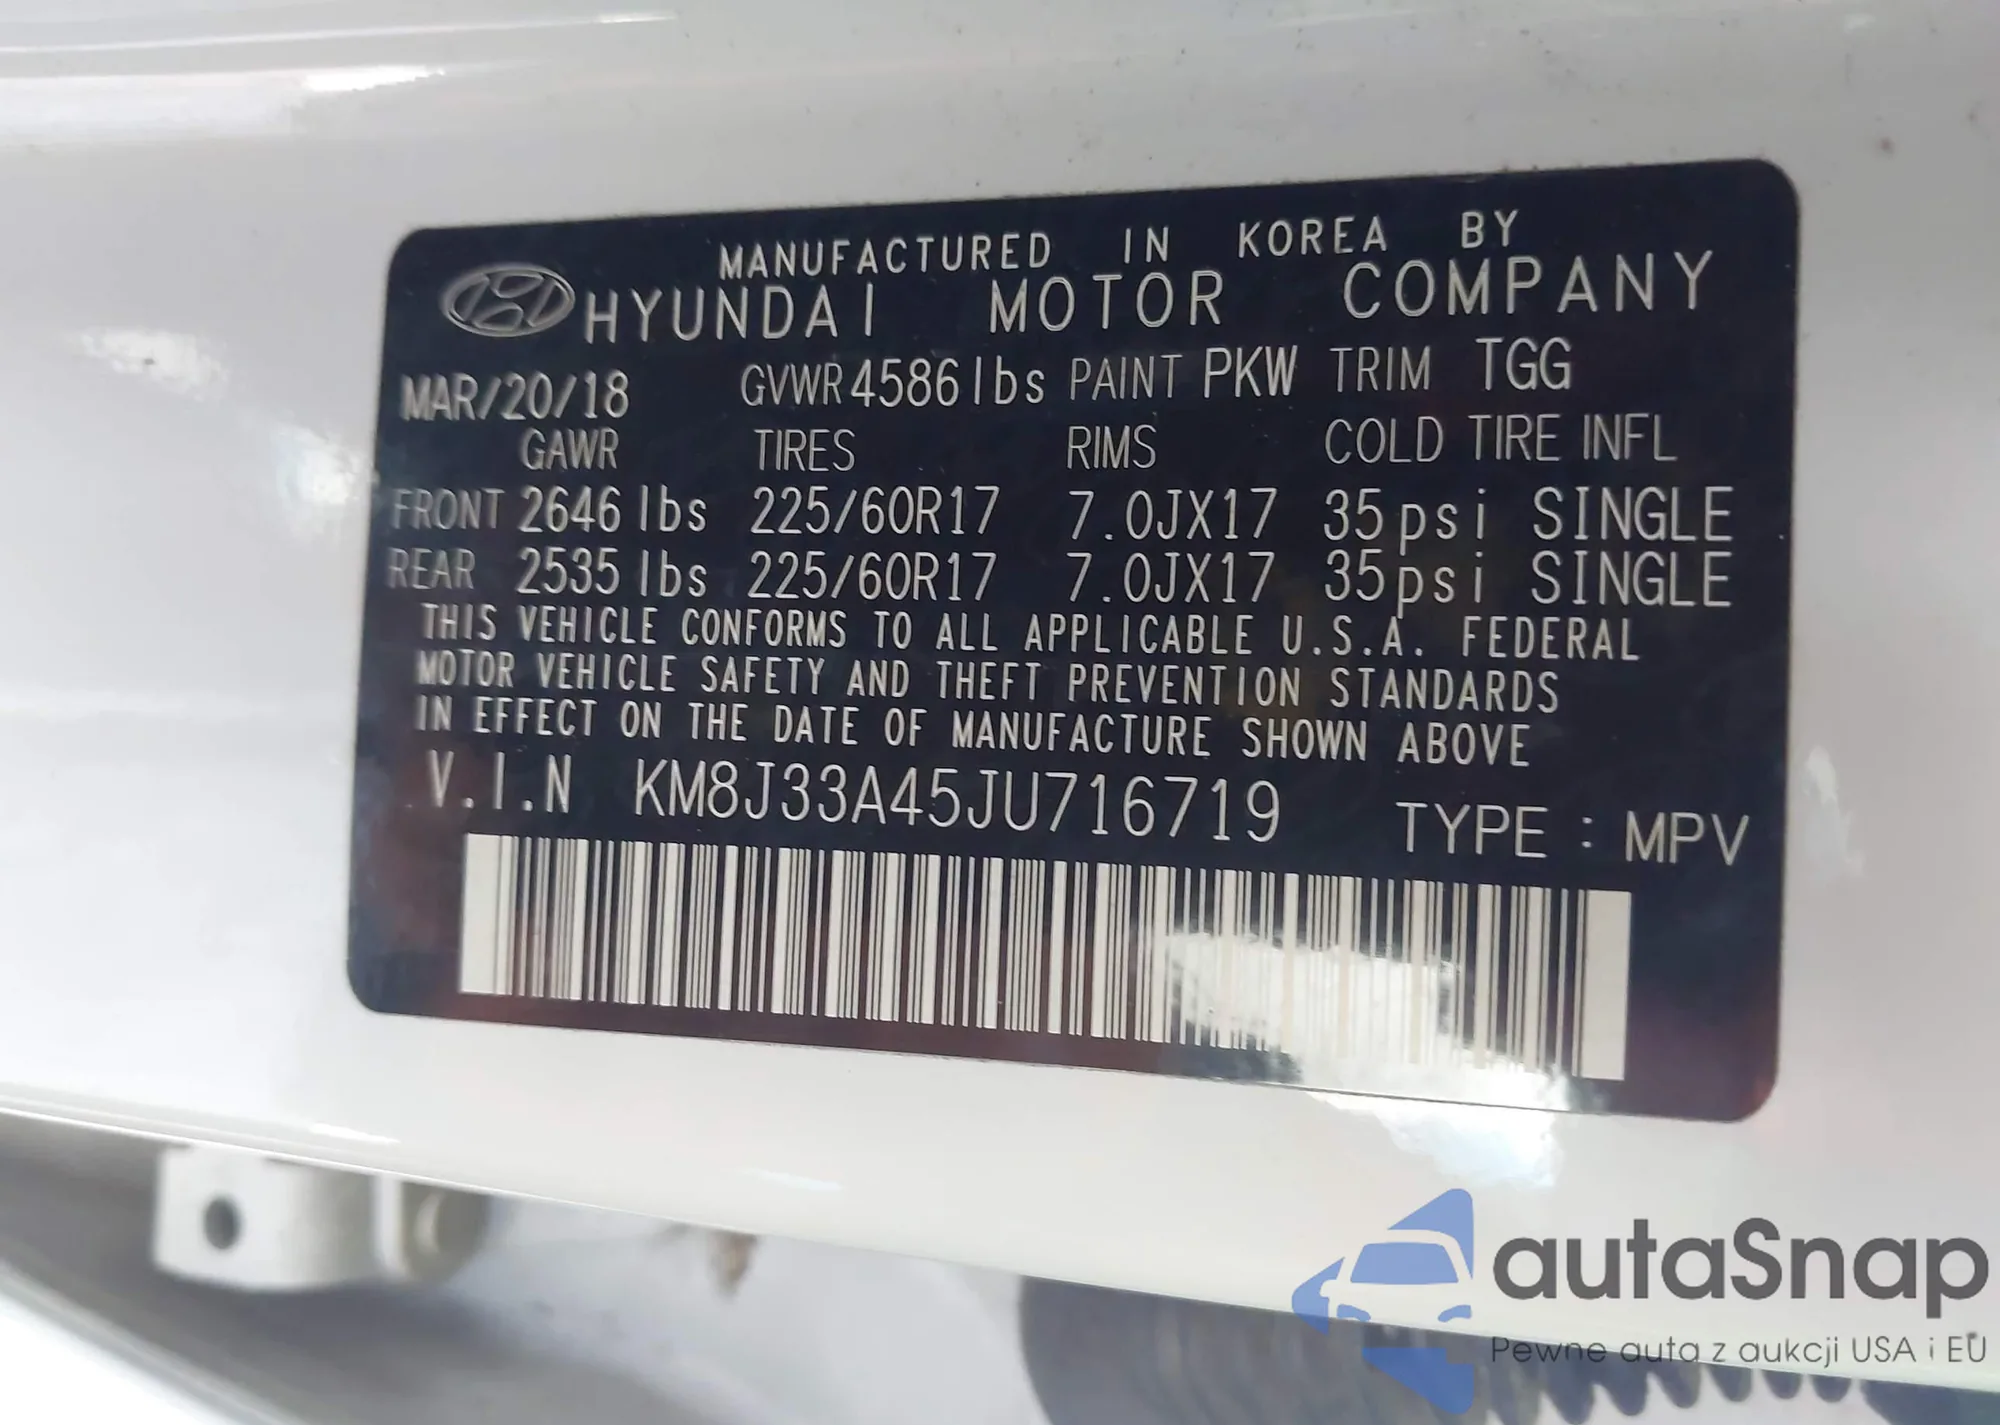 MANUFACTURED IN KOREA BY
HYUNDAI MOTOR COMPANY
MAR/20/18 GVWR 4586 lbs PAINT PKW TRIM TGG
GAWR TIRES RIMS COLD TIRE INFL
FRONT 2646 lbs 225/60R17 7.0JX17 35psi SINGLE
REAR 2535 lbs 225/60R17 7.0JX17 35psi SINGLE
THIS VEHICLE CONFORMS TO ALL APPLICABLE U.S.A. FEDERAL
MOTOR VEHICLE SAFETY AND THEFT PREVENTION STANDARDS
IN EFFECT ON THE DATE OF MANUFACTURE SHOWN ABOVE
V.I.N KM8J33A45JU716719 TYPE : MPV
autaSnap
Pewne auta z aukcji USA i EU